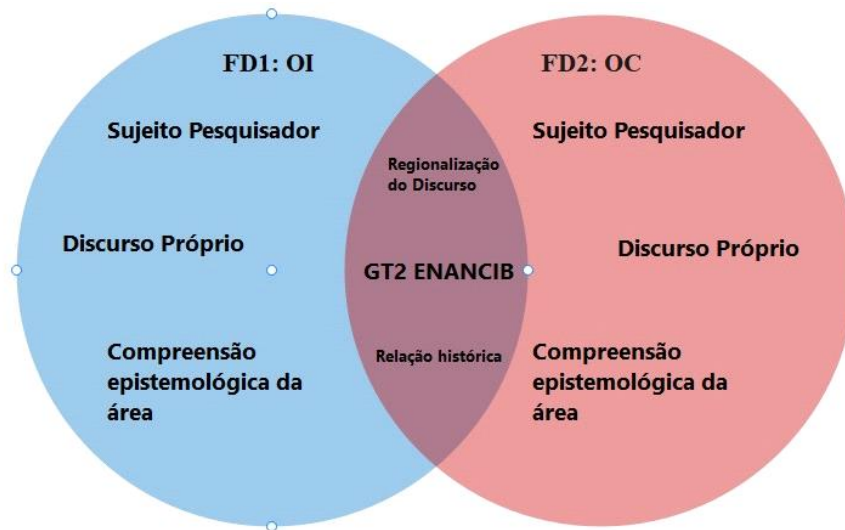 FD1: OI
Sujeito Pesquisador
Discurso Próprio
Compreensão
epistemológica da
área
Regionalização
do Discurso
GT2 ENANCIB
Relação histórica
FD2: OC
Sujeito Pesquisador
Discurso Próprio
Compreensão
epistemológica da
área